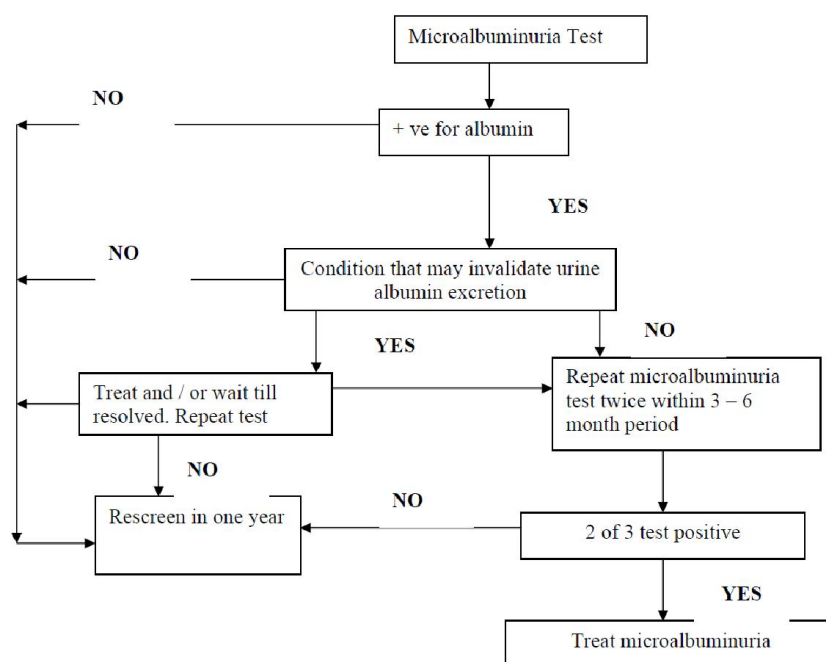 Microalbuminuria Test
NO
+ ve for albumin
YES
NO
Condition that may invalidate urine
albumin excretion
YES
NO
Treat and / or wait till
resolved. Repeat test
Repeat microalbuminuria
test twice within 3 – 6
month period
NO
NO
Rescreen in one year
2 of 3 test positive
YES
Treat microalbuminuria